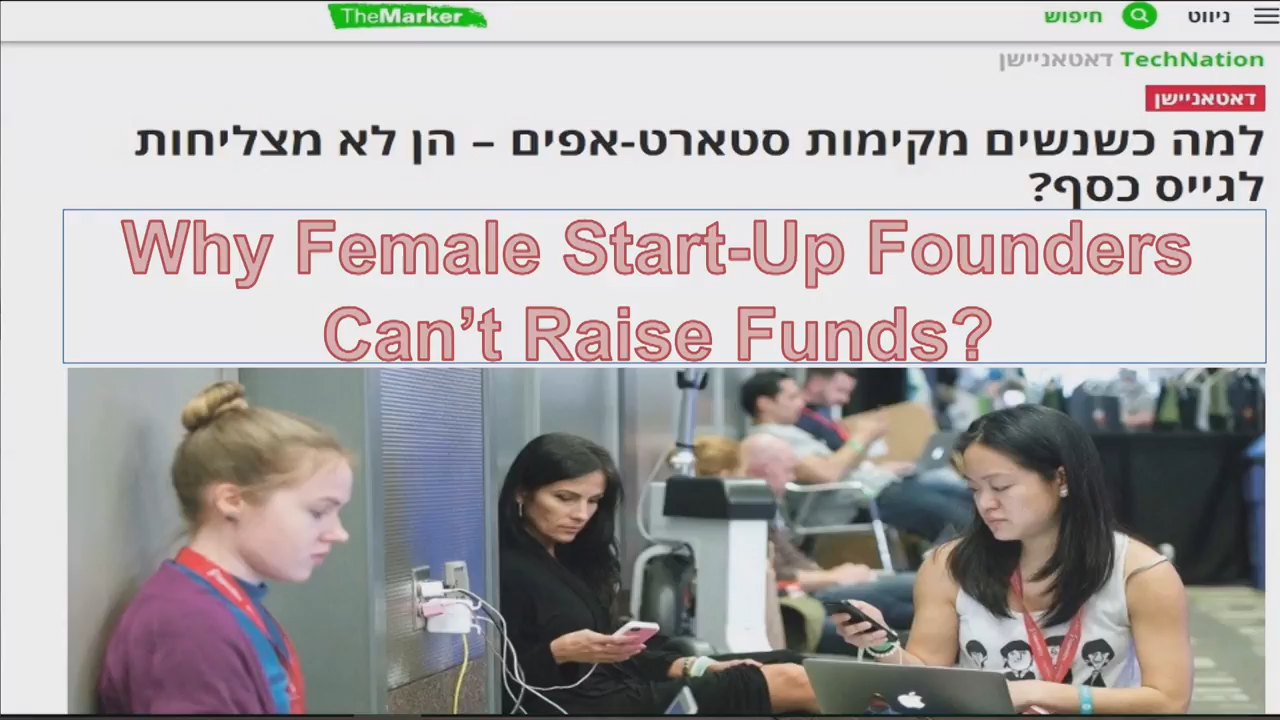 TheMarker
חיפוש
ניווט
TechNation דאטאניישן
דאטאניישן
למה כשנשים מקימות סטארט-אפים – הן לא מצליחות
לגייס כסף?
Why Female Start-Up Founders
Can't Raise Funds?